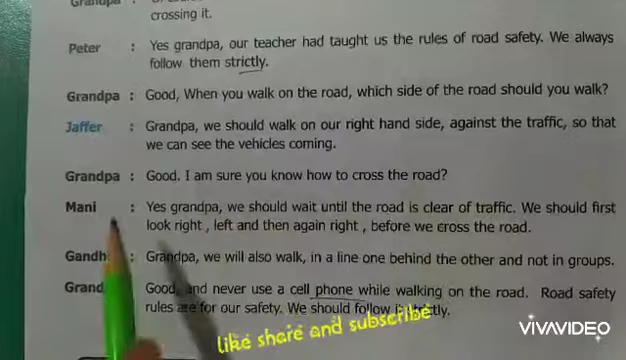 Grandpa :
crossing it.
Peter : Yes grandpa, our teacher had taught us the rules of road safety. We always
follow them strictly.
Grandpa : Good, When you walk on the road, which side of the road should you walk?
Jaffer : Grandpa, we should walk on our right hand side, against the traffic, so that
we can see the vehicles coming.
Grandpa : Good. I am sure you know how to cross the road?
Mani : Yes grandpa, we should wait until the road is clear of traffic. We should first
look right , left and then again right , before we cross the road.
Gandh : Grandpa, we will also walk, in a line one behind the other and not in groups.
Grand : Good, and never use a cell phone while walking on the road. Road safety
rules are for our safety. We should follow it strictly.
like share and subscribe
VIVAVIDEO